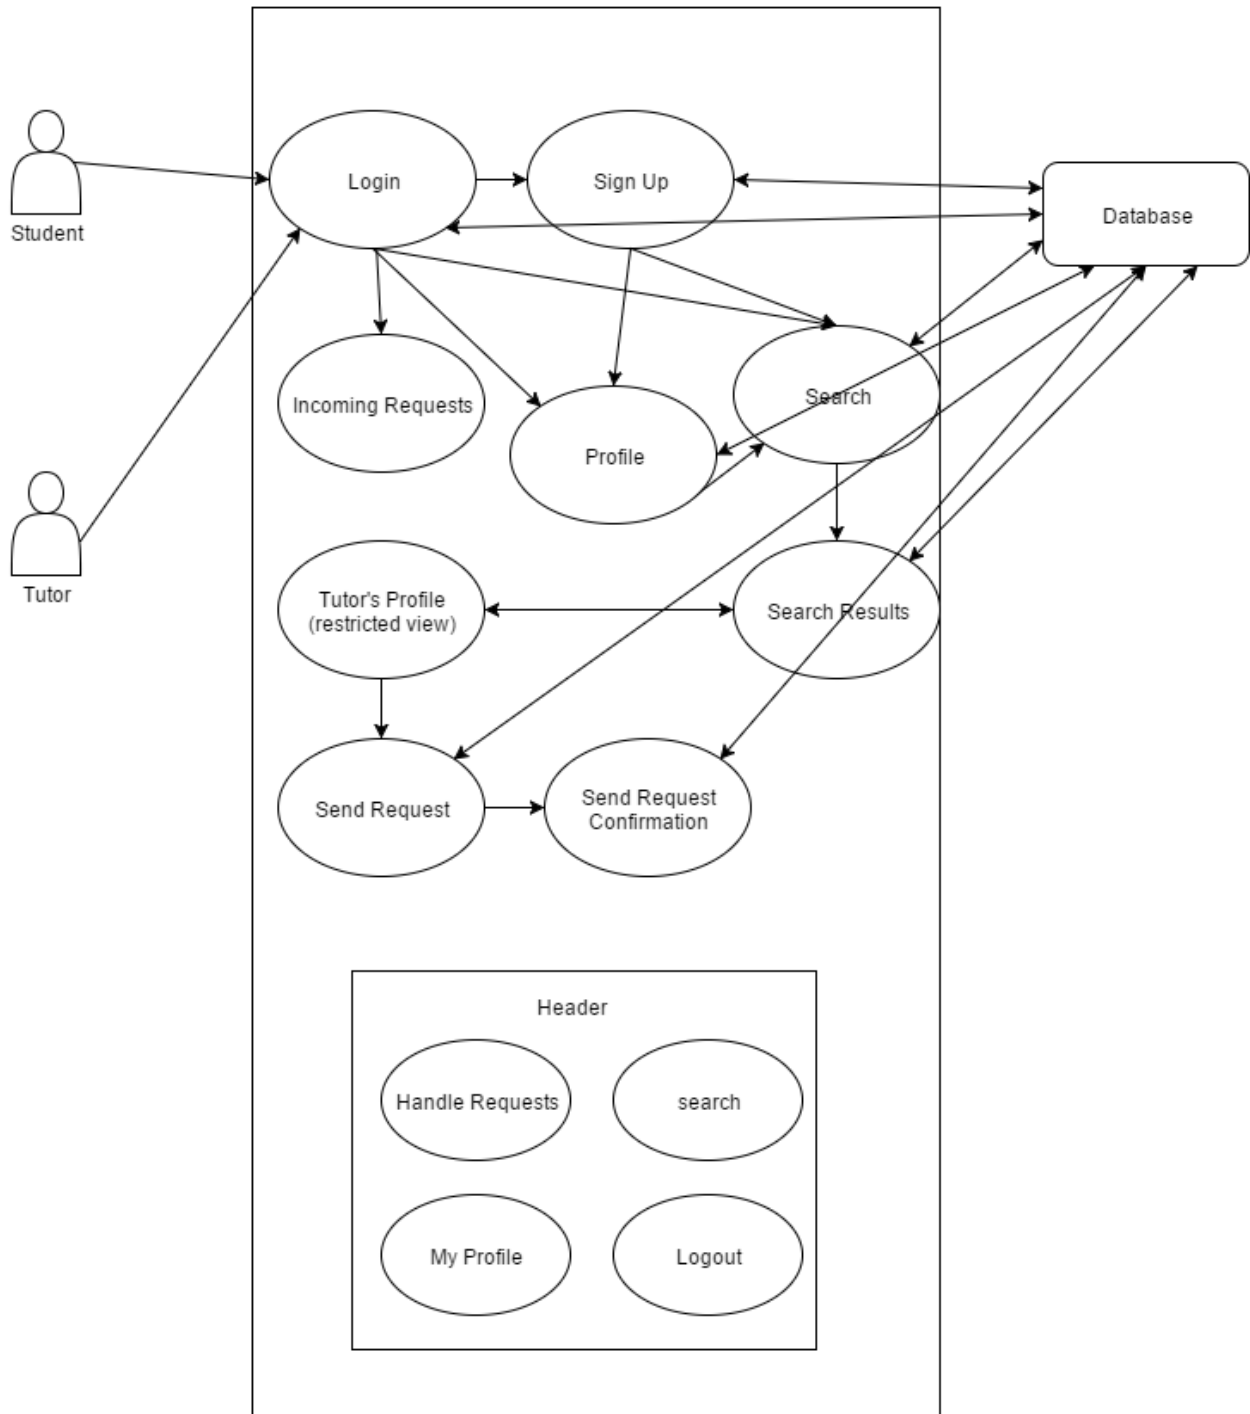 Login
Sign Up
Database
Student
Incoming Requests
Search
Profile
Tutor
Tutor's Profile
(restricted view)
Search Results
Send Request
Send Request
Confirmation
Header
Handle Requests
search
My Profile
Logout